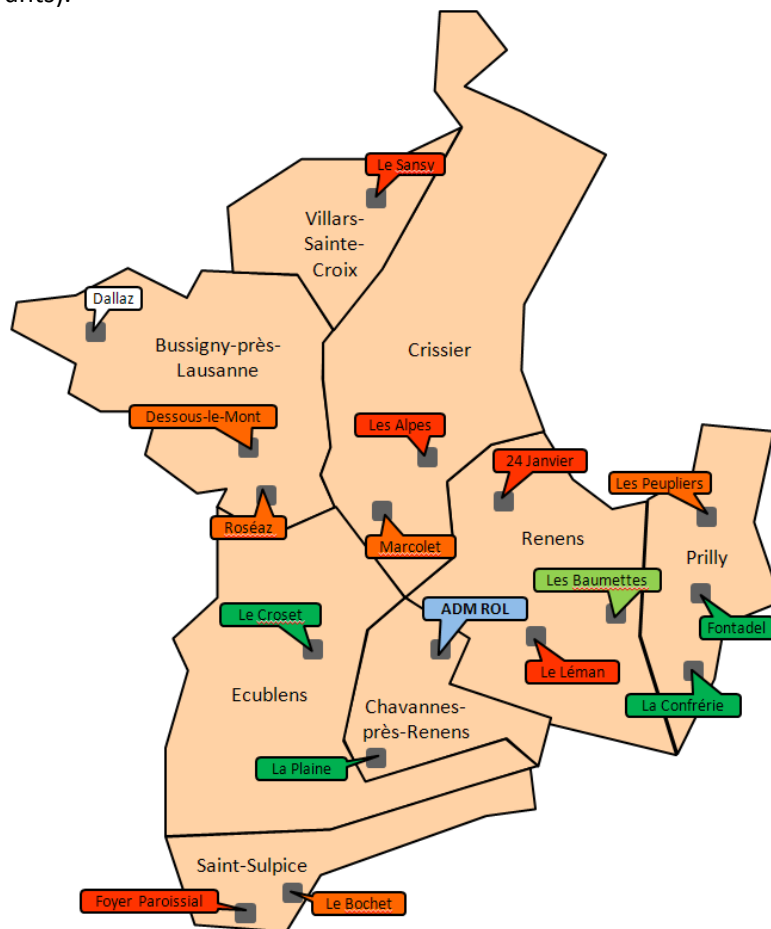 Le Sansy
Villars-
Sainte-
Croix
Dallaz
Bussigny-près-
Lausanne
Crissier
Dessous-le-Mont
Les Alpes
24 Janvier
Les Peupliers
Roséaz
Marcolet
Renens
Prilly
Les Baumettes
Le Croset
ADM ROL
Fontadel
Le Léman
Ecublens
Chavannes-
près-Renens
La Confrérie
La Plaine
Saint-Sulpice
Foyer Paroissial
Le Bochet